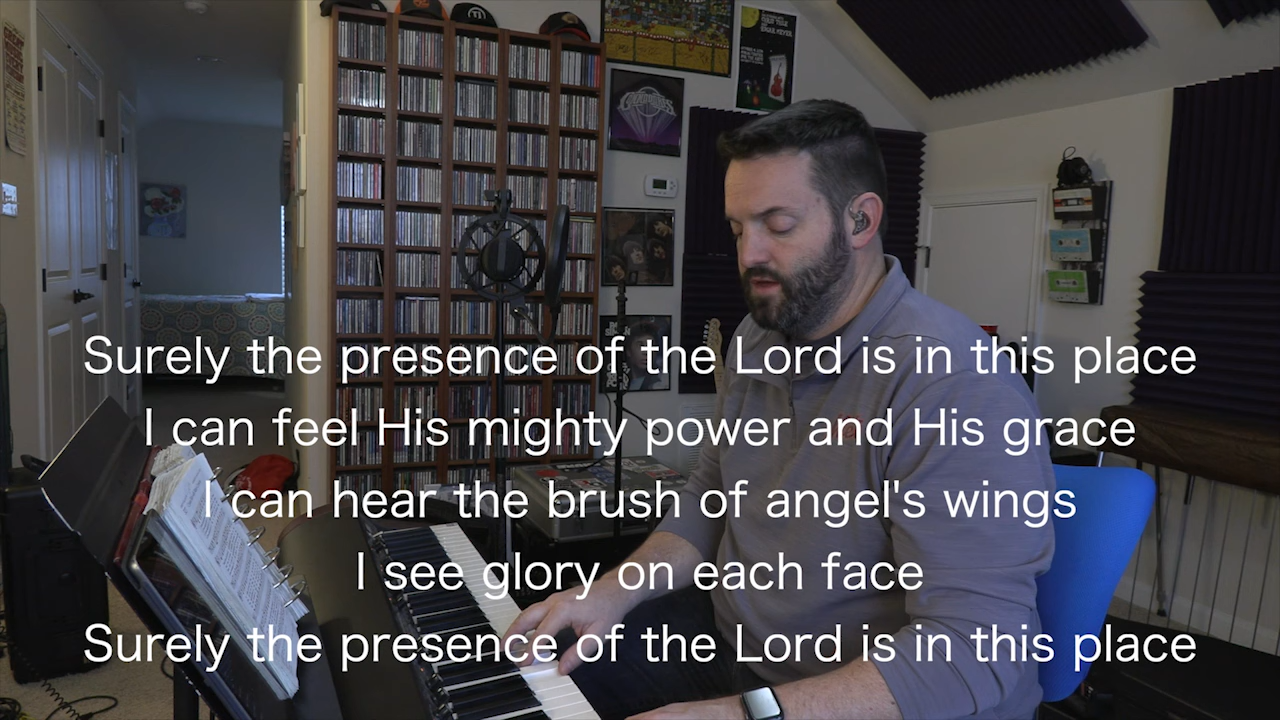 Surely the presence of the Lord is in this place
I can feel His mighty power and His grace
I can hear the brush of angel's wings
I see glory on each face
Surely the presence of the Lord is in this place